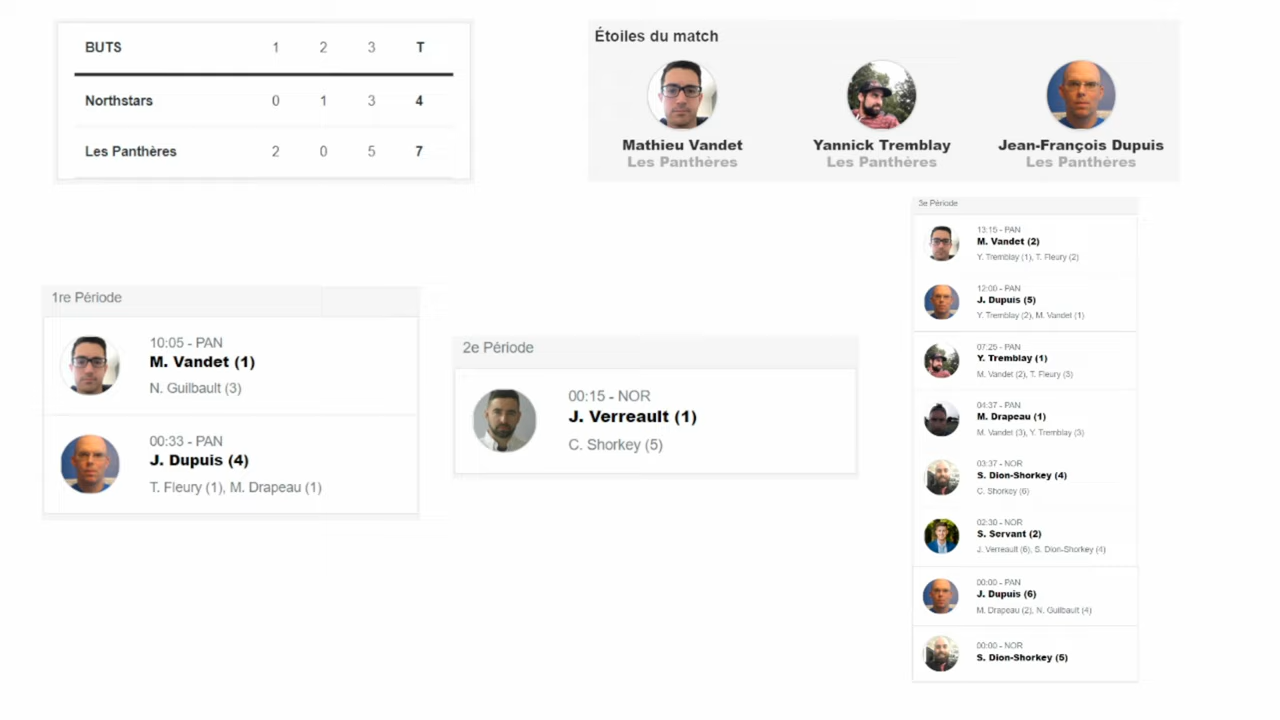 BUTS 1 2 3 T
Northstars 0 1 3 4
Les Panthères 2 0 5 7
Étoiles du match
Mathieu Vandet
Les Panthères
Yannick Tremblay
Les Panthères
Jean-François Dupuis
Les Panthères
1re Période
10:05 - PAN
M. Vandet (1)
N. Guilbault (3)
00:33 - PAN
J. Dupuis (4)
T. Fleury (1), M. Drapeau (1)
2e Période
00:15 - NOR
J. Verreault (1)
C. Shorkey (5)
3e Période
13:15 - PAN
M. Vandet (2)
Y. Tremblay (1), T. Fleury (2)
12:00 - PAN
J. Dupuis (5)
Y. Tremblay (2), M. Vandet (1)
07:25 - PAN
Y. Tremblay (1)
M. Vandet (2), T. Fleury (3)
04:37 - PAN
M. Drapeau (1)
M. Vandet (3), Y. Tremblay (3)
03:37 - NOR
S. Dion-Shorkey (4)
C. Shorkey (6)
02:30 - NOR
S. Servant (2)
J. Verreault (6), S. Dion-Shorkey (4)
00:00 - PAN
J. Dupuis (6)
M. Drapeau (2), N. Guilbault (4)
00:00 - NOR
S. Dion-Shorkey (5)